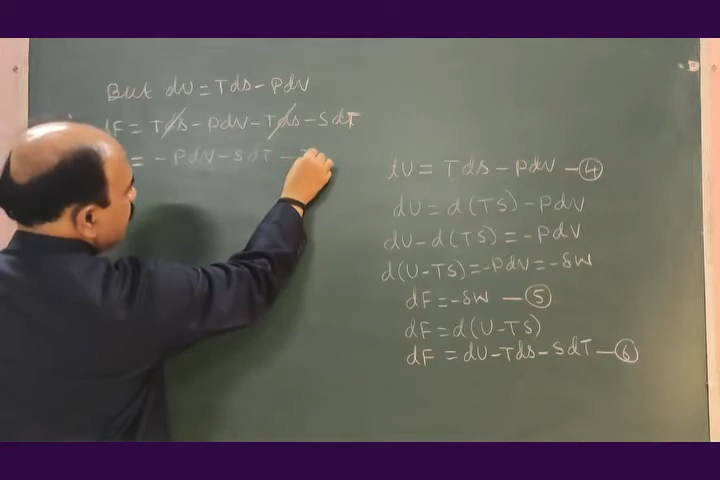 But dU = Tds - PdV
dF = Tds - PdV - Tds - SdT
= - PdV - SdT -
dU = Tds - PdV - ④
dU = d(TS) - PdV
dU - d(TS) = - PdV
d(U-TS) = - PdV = - δW
dF = - δW - ⑤
dF = d(U-TS)
dF = dU - Tds - SdT - ⑥